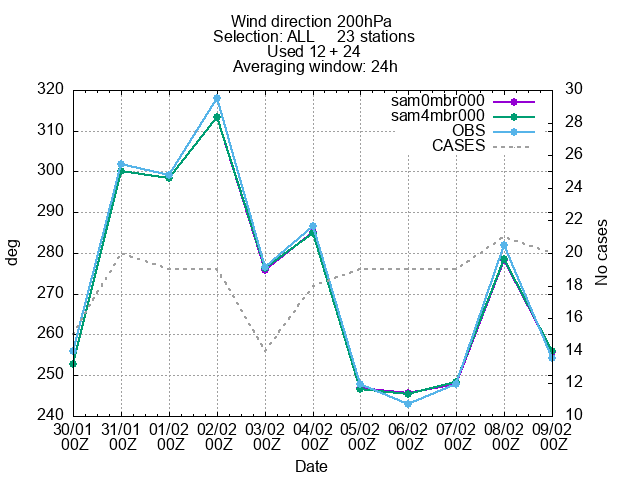 Wind direction 200hPa
Selection: ALL 23 stations
Used 12 + 24
Averaging window: 24h
sam0mbr000
sam4mbr000
OBS
CASES
320
310
300
290
280
270
260
250
240
deg
30
28
26
24
22
20
18
16
14
12
10
No cases
30/01 31/01 01/02 02/02 03/02 04/02 05/02 06/02 07/02 08/02 09/02
00Z 00Z 00Z 00Z 00Z 00Z 00Z 00Z 00Z 00Z 00Z
Date